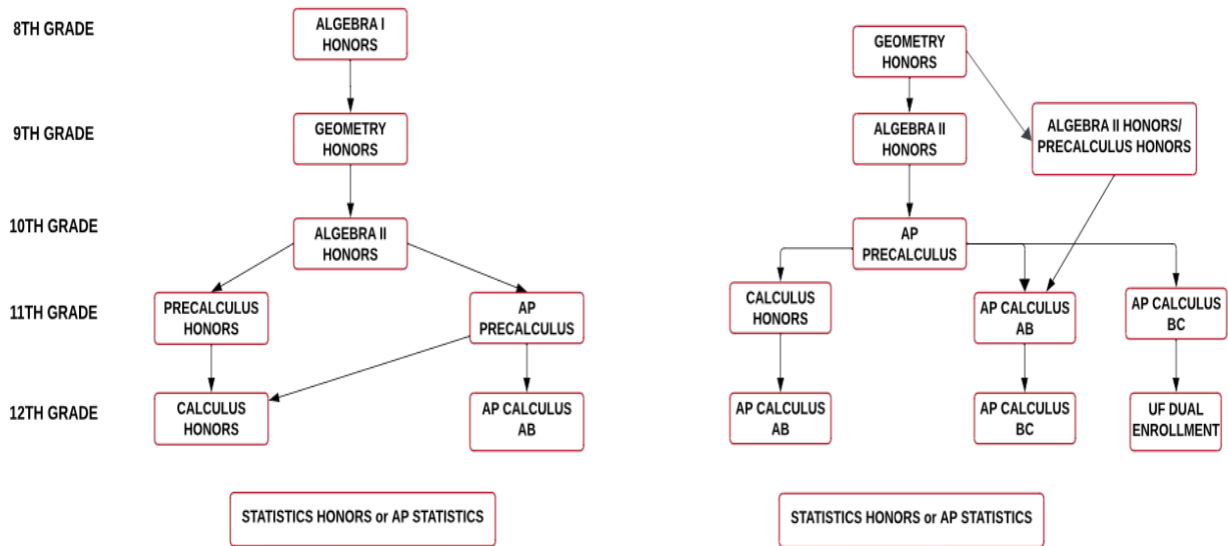 8TH GRADE
ALGEBRA I
HONORS
GEOMETRY
HONORS
9TH GRADE
GEOMETRY
HONORS
ALGEBRA II
HONORS
ALGEBRA II HONORS/
PRECALCULUS HONORS
10TH GRADE
ALGEBRA II
HONORS
AP
PRECALCULUS
11TH GRADE
PRECALCULUS
HONORS
AP
PRECALCULUS
CALCULUS
HONORS
AP CALCULUS
AB
AP CALCULUS
BC
12TH GRADE
CALCULUS
HONORS
AP CALCULUS
AB
AP CALCULUS
AB
AP CALCULUS
BC
UF DUAL
ENROLLMENT
STATISTICS HONORS or AP STATISTICS
STATISTICS HONORS or AP STATISTICS